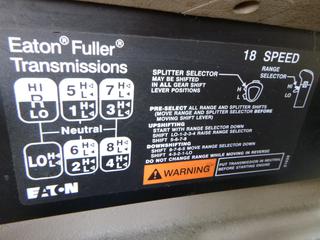 Eaton® Fuller®
Transmissions
18 SPEED
SPLITTER SELECTOR
MAY BE SHIFTED
IN ALL GEAR SHIFT
LEVER POSITIONS
RANGE
SELECTOR
HI
LO
HI
R
LO
5 H L
1 H L
7 H L
3 H L
Neutral
LO H L
6 H L
2 H L
8 H L
4 H L
PRE-SELECT ALL RANGE AND SPLITTER SHIFTS
(MOVE RANGE AND SPLITTER SELECTOR BEFORE
MOVING SHIFT LEVER)
UPSHIFTING
START WITH RANGE SELECTOR DOWN
SHIFT LO-1-2-3-4 RAISE RANGE SELECTOR
SHIFT 5-6-7-8
DOWNSHIFTING
SHIFT 8-7-6-5 MOVE RANGE SELECTOR DOWN
SHIFT 4-3-2-1-LO
DO NOT CHANGE RANGE WHILE MOVING IN REVERSE
EATON
WARNING
PUT TRANSMISSION IN NEUTRAL
BEFORE STARTING ENGINE